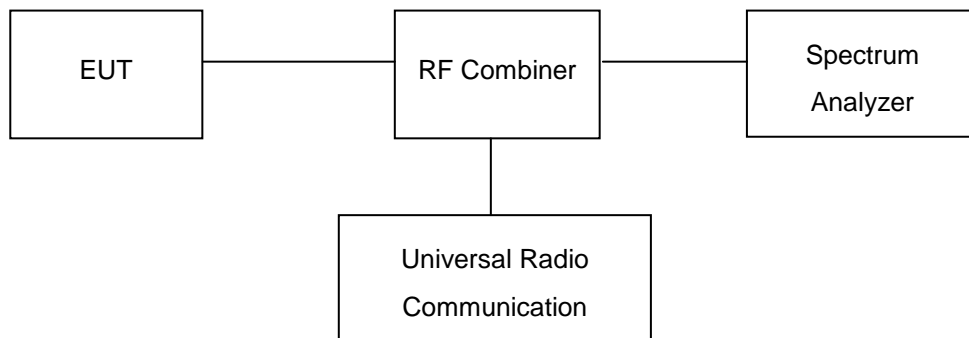 EUT
RF Combiner
Spectrum
Analyzer
Universal Radio
Communication